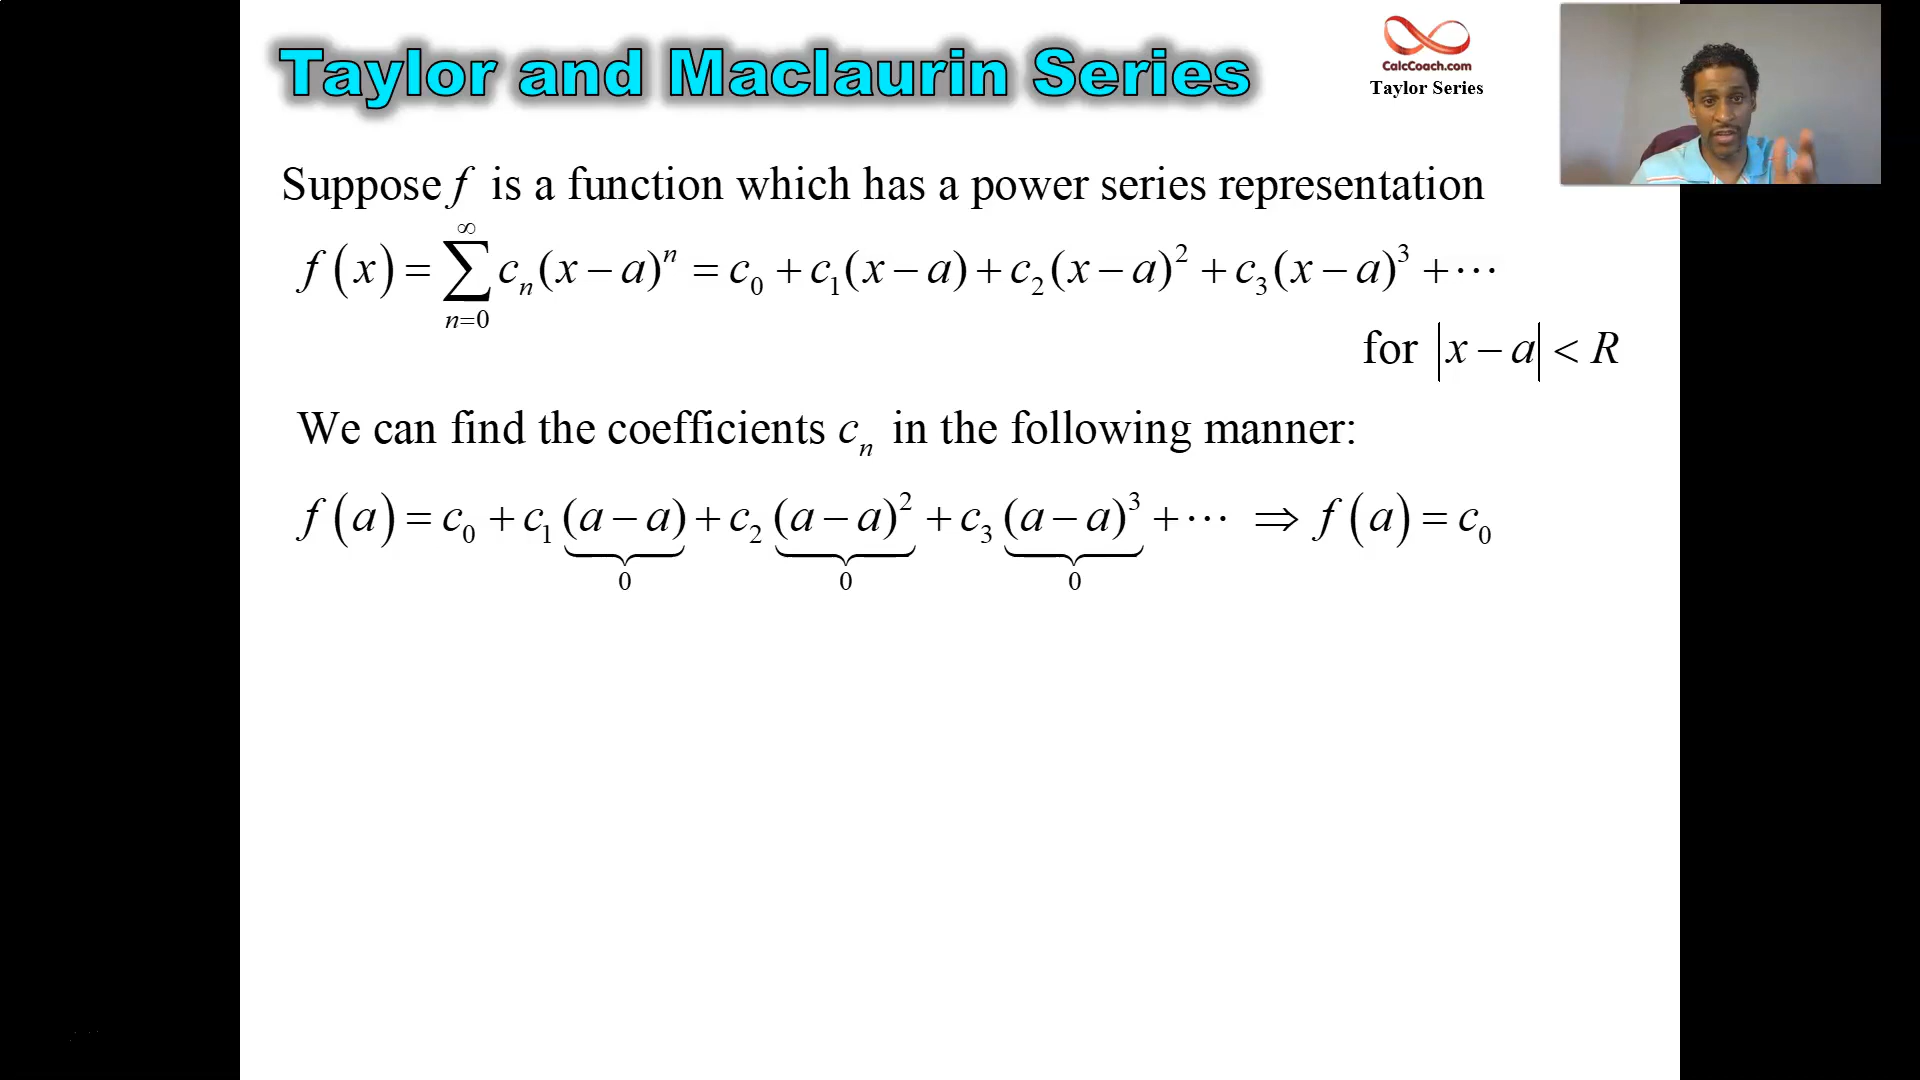 Taylor and Maclaurin Series
CalcCoach.com
Taylor Series
Suppose f is a function which has a power series representation
f(x) = ∑_{n=0}^{∞} c_n(x − a)^n = c_0 + c_1(x − a) + c_2(x − a)^2 + c_3(x − a)^3 + ⋯
for |x − a| < R
We can find the coefficients c_n in the following manner:
f(a) = c_0 + c_1(a − a) + c_2(a − a)^2 + c_3(a − a)^3 + ⋯ ⇒ f(a) = c_0
0 0 0